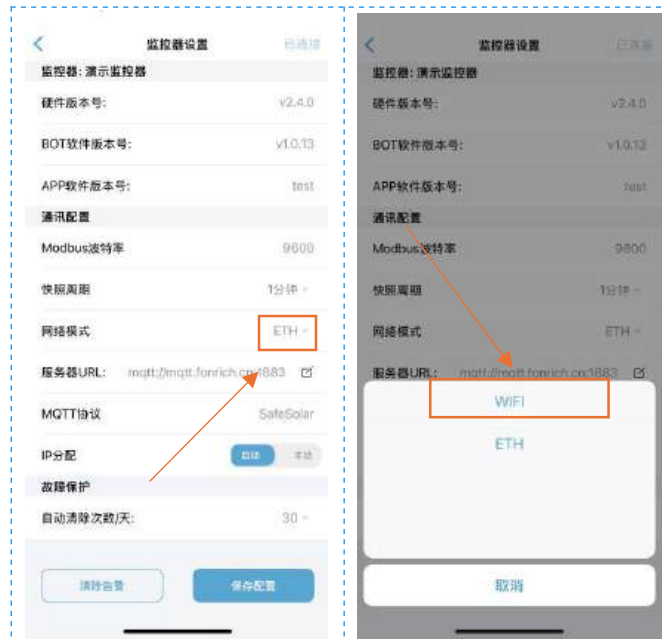 监控器设置 已连接
监控器: 演示监控器
硬件版本号: v2.4.0
BOT软件版本号: v1.0.13
APP软件版本号: test
通讯配置
Modbus波特率 9600
快照周期 1分钟
网络模式 ETH
服务器URL: mqtt://mqtt.fonrich.cn:1883
MQTT协议 SafeSolar
IP分配 自动 手动
故障保护
自动清除次数/天: 30
清除告警 保存配置
监控器设置 已连接
监控器: 演示监控器
硬件版本号: v2.4.0
BOT软件版本号: v1.0.13
APP软件版本号: test
通讯配置
Modbus波特率 9600
快照周期 1分钟
网络模式 ETH
服务器URL: mqtt://mqtt.fonrich.cn:1883
WIFI
ETH
取消